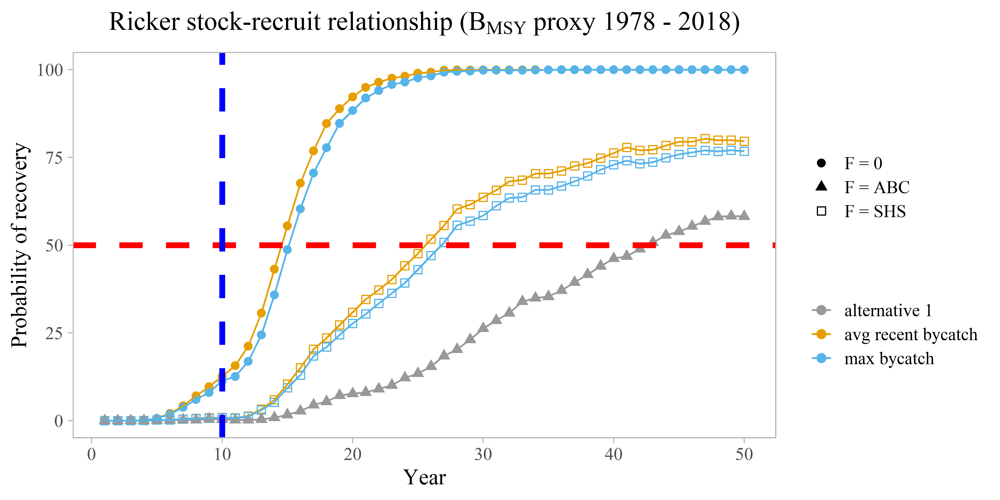 Ricker stock-recruit relationship (BMSY proxy 1978 - 2018)
Probability of recovery
100
75
50
25
0
0 10 20 30 40 50
Year
F = 0
F = ABC
F = SHS
alternative 1
avg recent bycatch
max bycatch